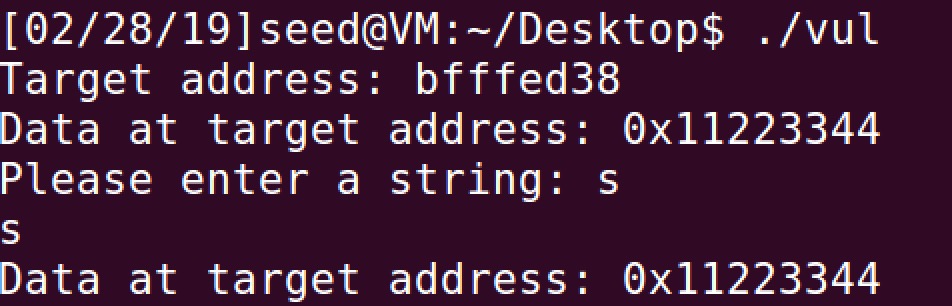 [02/28/19]seed@VM:~/Desktop$ ./vul
Target address: bfffed38
Data at target address: 0x11223344
Please enter a string: s
s
Data at target address: 0x11223344